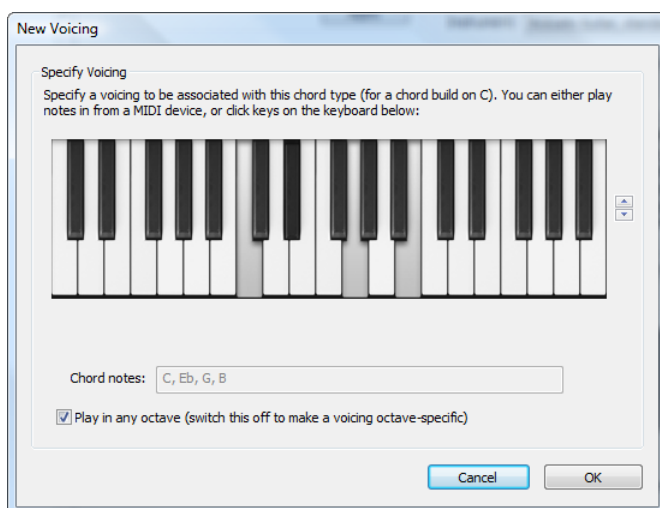 New Voicing
Specify Voicing
Specify a voicing to be associated with this chord type (for a chord build on C). You can either play
notes in from a MIDI device, or click keys on the keyboard below:
Chord notes: C, Eb, G, B
Play in any octave (switch this off to make a voicing octave-specific)
Cancel OK